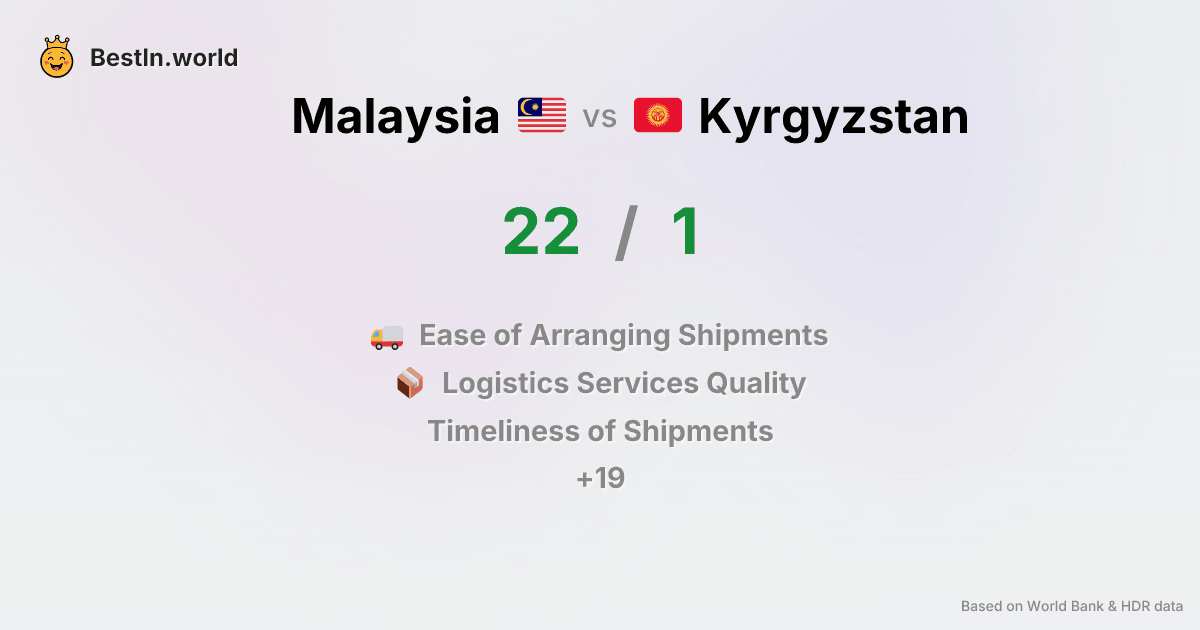 BestIn.world
Malaysia vs Kyrgyzstan
22 / 1
Ease of Arranging Shipments
Logistics Services Quality
Timeliness of Shipments
+19
Based on World Bank & HDR data